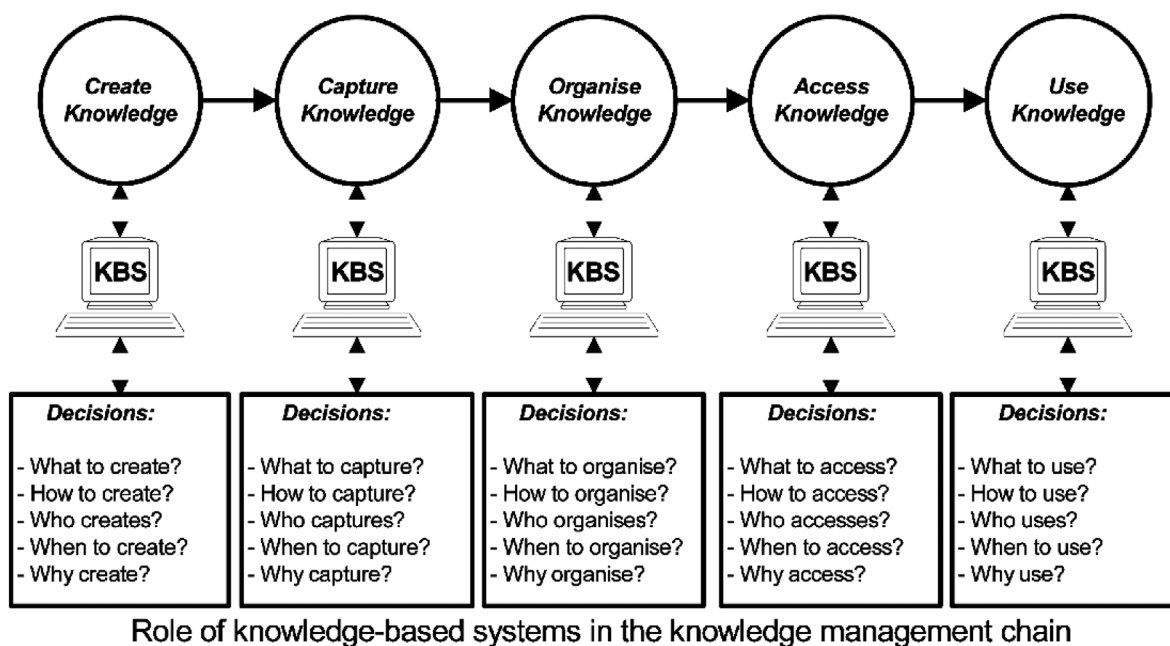 Create
Knowledge
Capture
Knowledge
Organise
Knowledge
Access
Knowledge
Use
Knowledge
KBS
KBS
KBS
KBS
KBS
Decisions:
- What to create?
- How to create?
- Who creates?
- When to create?
- Why create?
Decisions:
- What to capture?
- How to capture?
- Who captures?
- When to capture?
- Why capture?
Decisions:
- What to organise?
- How to organise?
- Who organises?
- When to organise?
- Why organise?
Decisions:
- What to access?
- How to access?
- Who accesses?
- When to access?
- Why access?
Decisions:
- What to use?
- How to use?
- Who uses?
- When to use?
- Why use?
Role of knowledge-based systems in the knowledge management chain